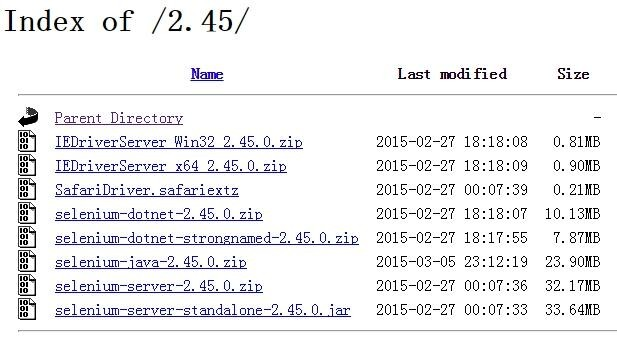 Index of /2.45/
Name Last modified Size
Parent Directory -
IEDriverServer_Win32_2.45.0.zip 2015-02-27 18:18:08 0.81MB
IEDriverServer_x64_2.45.0.zip 2015-02-27 18:18:09 0.90MB
SafariDriver.safariextz 2015-02-27 00:07:39 0.21MB
selenium-dotnet-2.45.0.zip 2015-02-27 18:18:07 10.13MB
selenium-dotnet-strongnamed-2.45.0.zip 2015-02-27 18:17:55 7.87MB
selenium-java-2.45.0.zip 2015-03-05 23:12:19 23.90MB
selenium-server-2.45.0.zip 2015-02-27 00:07:36 32.17MB
selenium-server-standalone-2.45.0.jar 2015-02-27 00:07:33 33.64MB